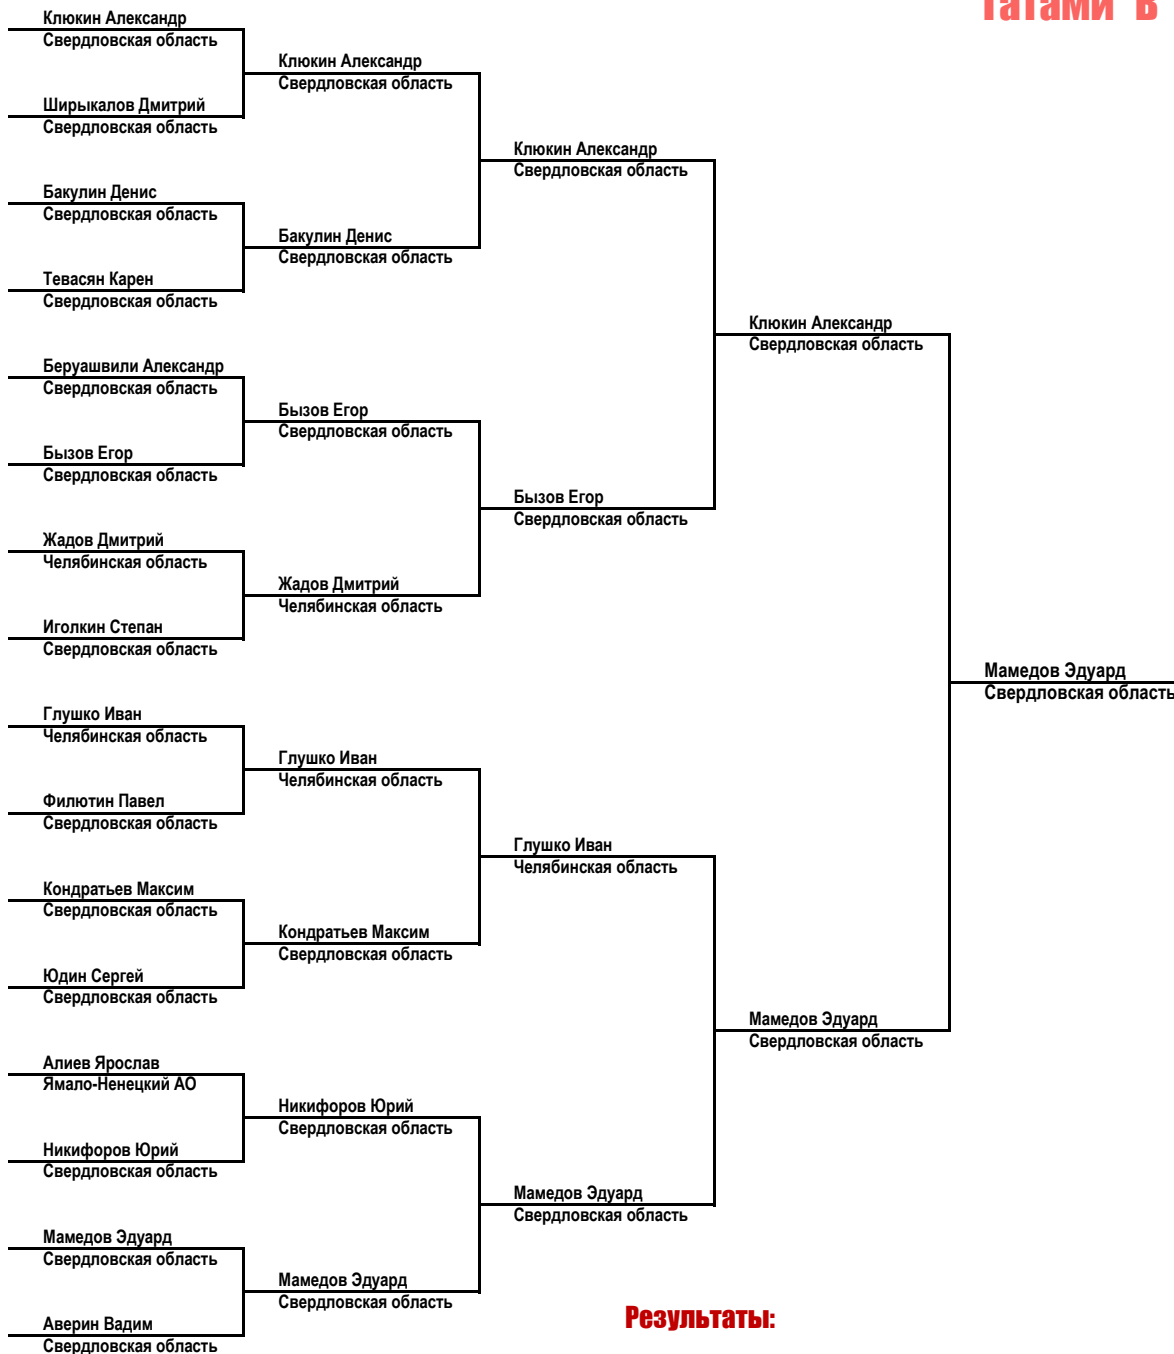 Татами В
Клюкин Александр
Свердловская область
Ширыкалов Дмитрий
Свердловская область
Бакулин Денис
Свердловская область
Тевасян Карен
Свердловская область
Беруашвили Александр
Свердловская область
Бызов Егор
Свердловская область
Жадов Дмитрий
Челябинская область
Иголкин Степан
Свердловская область
Глушко Иван
Челябинская область
Филютин Павел
Свердловская область
Кондратьев Максим
Свердловская область
Юдин Сергей
Свердловская область
Алиев Ярослав
Ямало-Ненецкий АО
Никифоров Юрий
Свердловская область
Мамедов Эдуард
Свердловская область
Аверин Вадим
Свердловская область
Клюкин Александр
Свердловская область
Бакулин Денис
Свердловская область
Бызов Егор
Свердловская область
Жадов Дмитрий
Челябинская область
Глушко Иван
Челябинская область
Кондратьев Максим
Свердловская область
Никифоров Юрий
Свердловская область
Мамедов Эдуард
Свердловская область
Клюкин Александр
Свердловская область
Бызов Егор
Свердловская область
Глушко Иван
Челябинская область
Мамедов Эдуард
Свердловская область
Клюкин Александр
Свердловская область
Мамедов Эдуард
Свердловская область
Мамедов Эдуард
Свердловская область
Результаты: